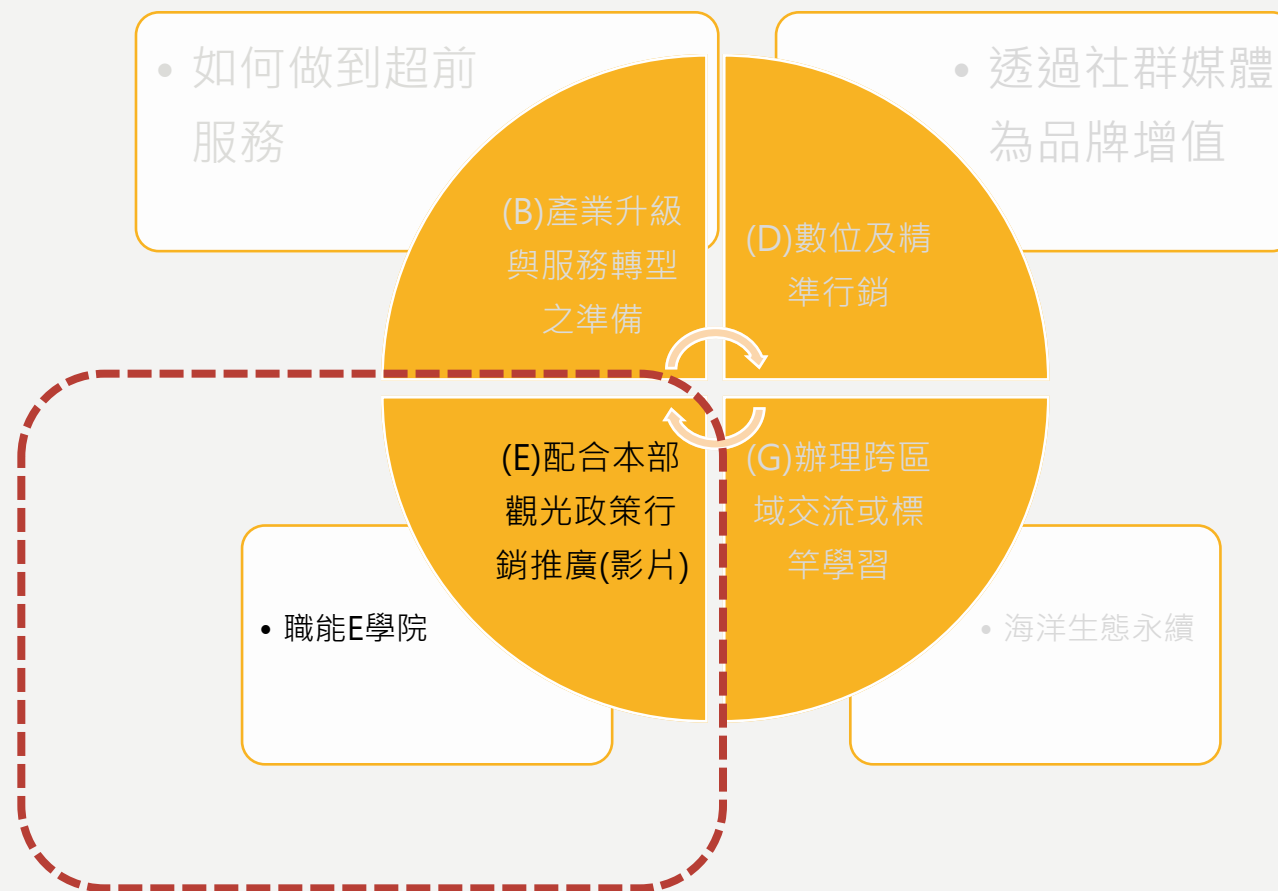 • 如何做到超前
服務
• 透過社群媒體
為品牌增值
(B)產業升級
與服務轉型
之準備
(D)數位及精
準行銷
(E)配合本部
觀光政策行
銷推廣(影片)
(G)辦理跨區
域交流或標
竿學習
• 職能E學院
• 海洋生態永續